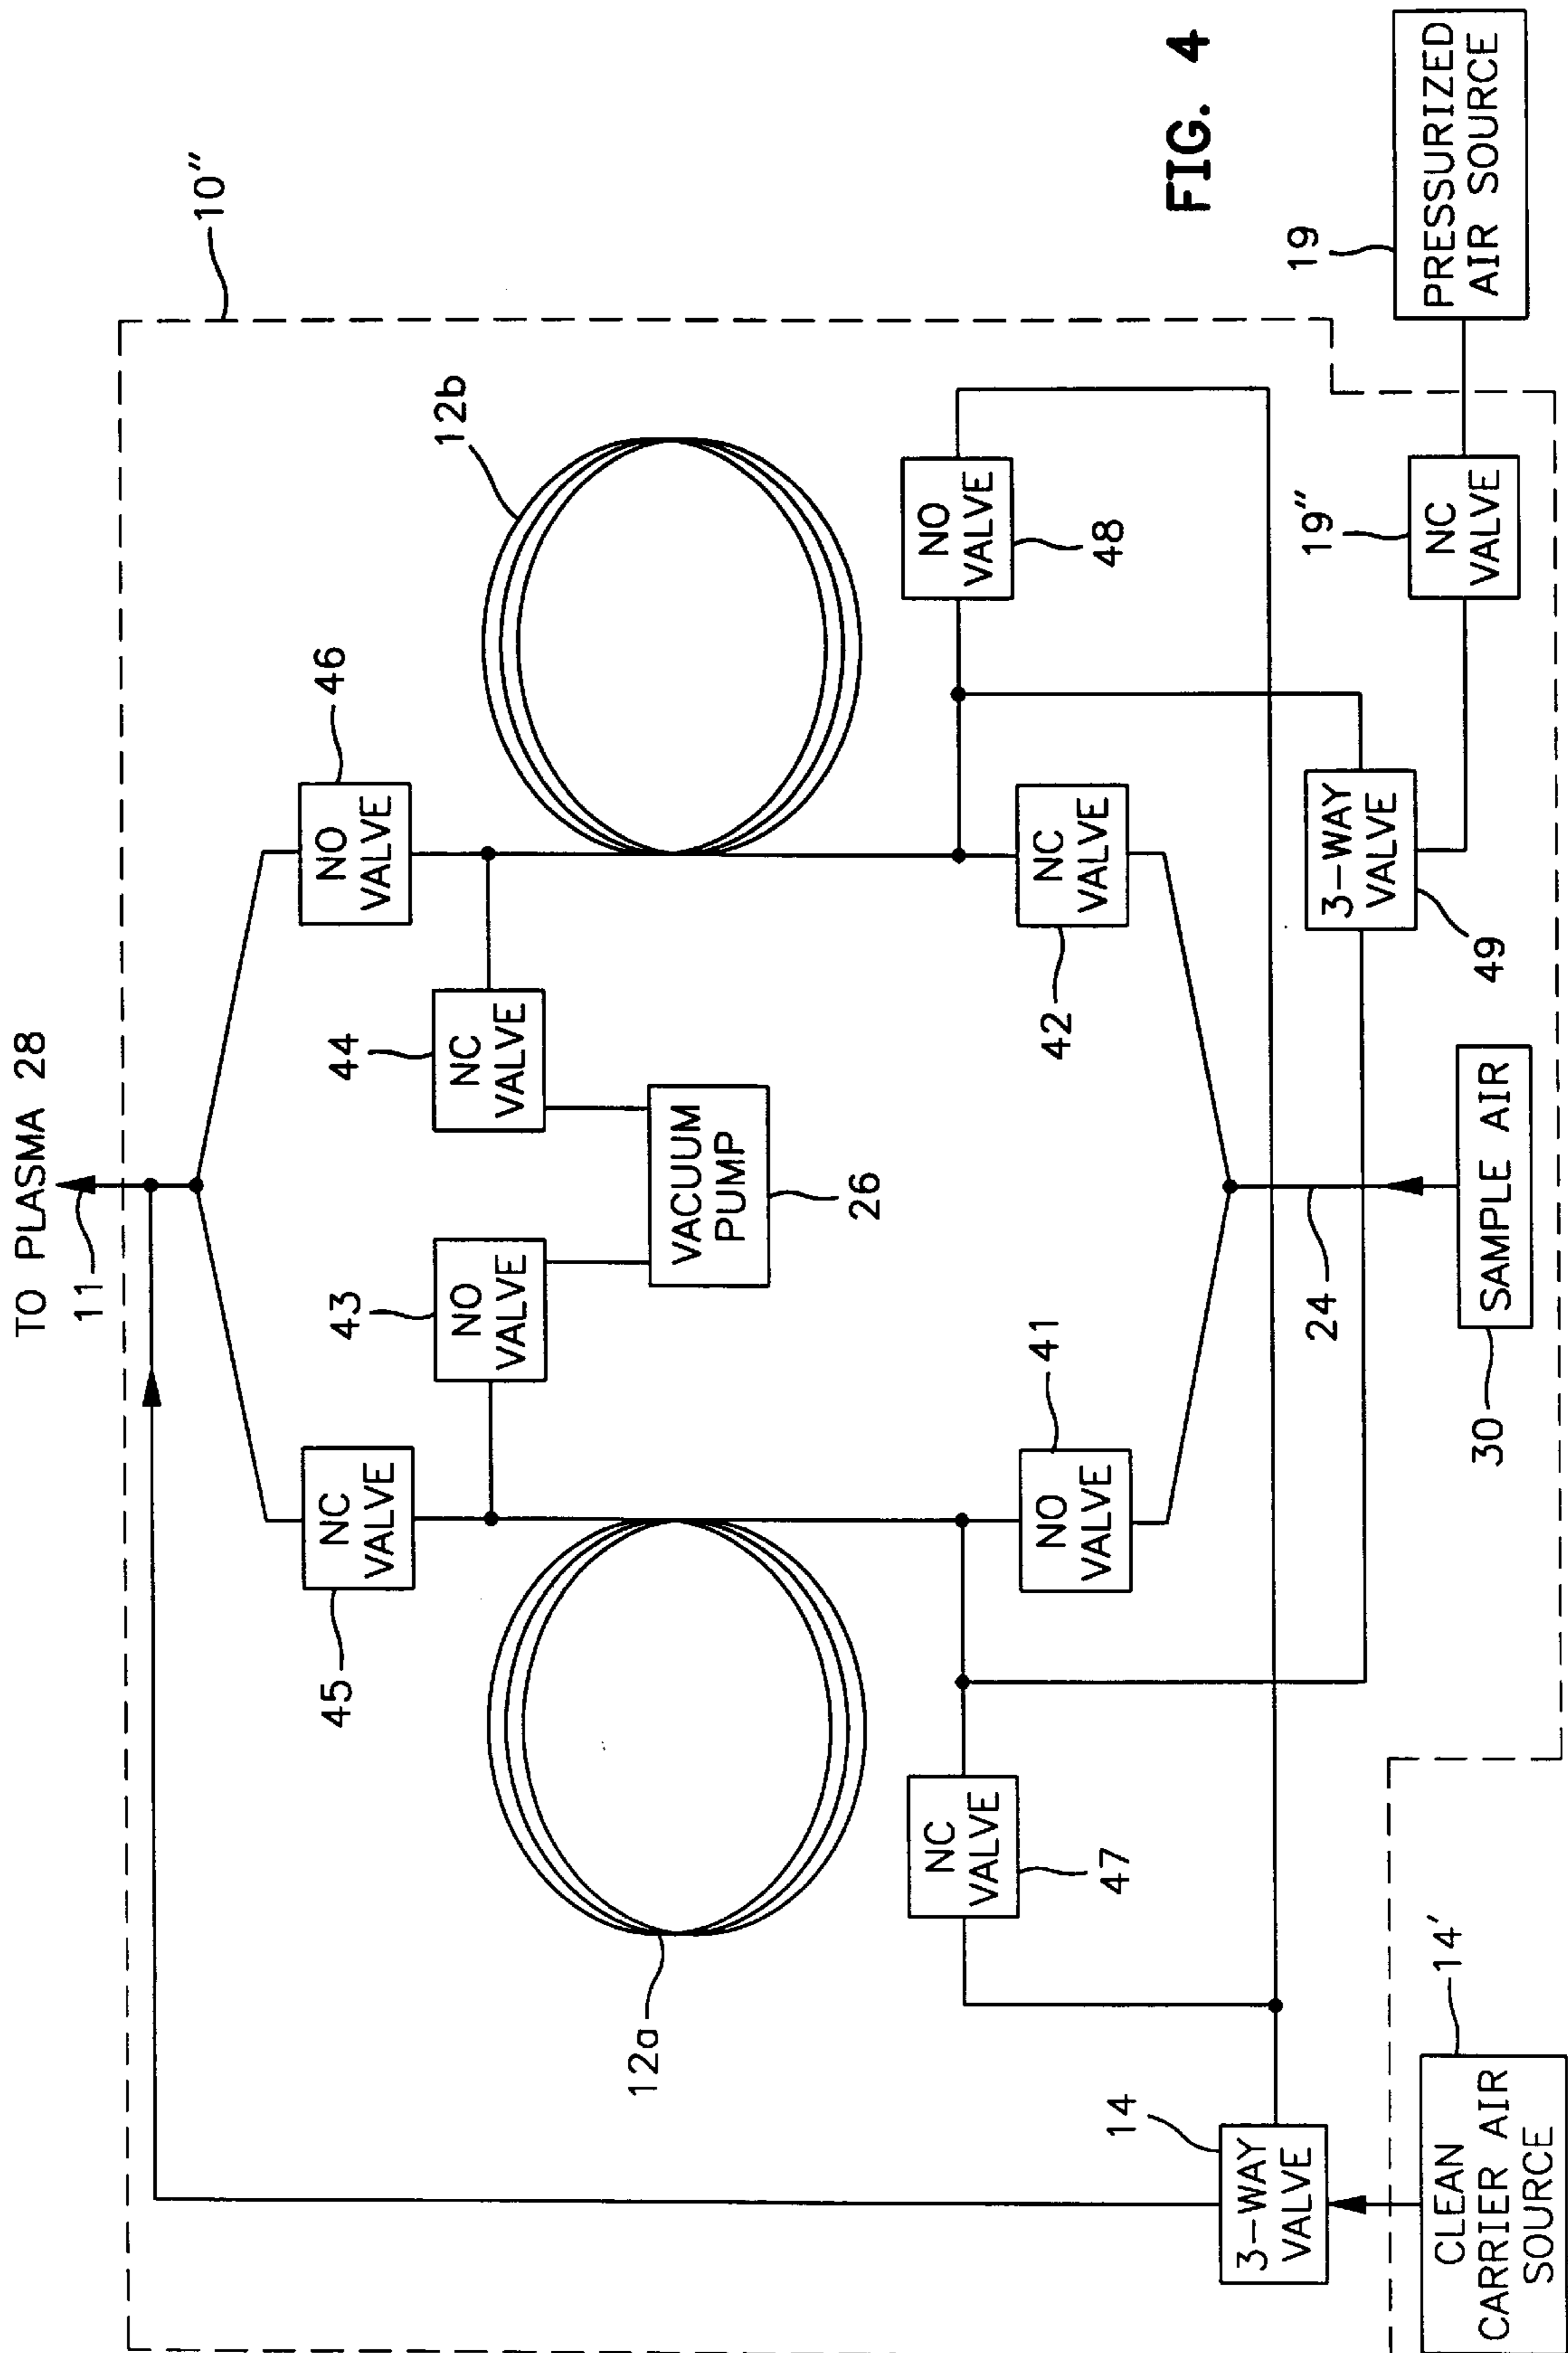 TO PLASMA 28
11
10″
45
NC
VALVE
43
NO
VALVE
44
NC
VALVE
46
NO
VALVE
12a
12b
VACUUM
PUMP
26
47
NC
VALVE
41
NO
VALVE
42
NC
VALVE
48
NO
VALVE
14
3-WAY
VALVE
24
49
3-WAY
VALVE
19″
NC
VALVE
14′
CLEAN
CARRIER AIR
SOURCE
30
SAMPLE AIR
19
PRESSURIZED
AIR SOURCE
FIG. 4